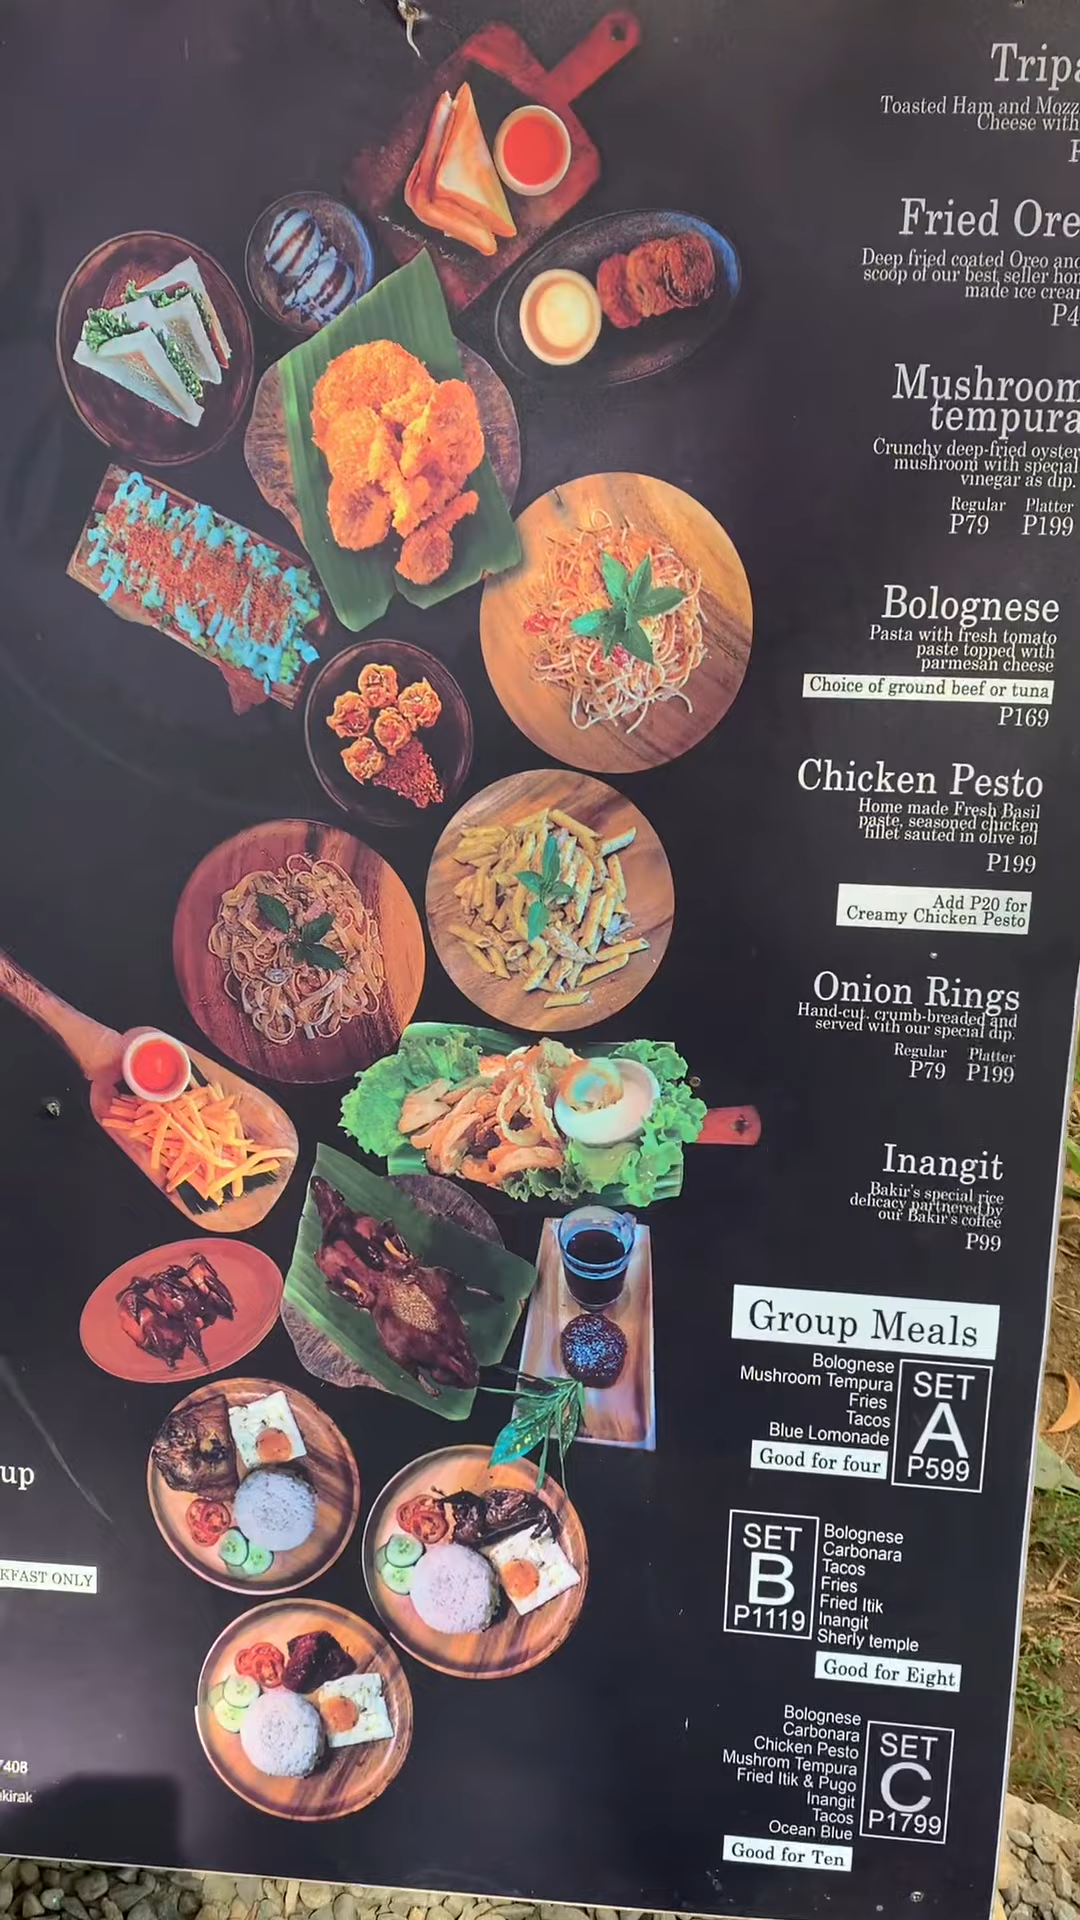 Toasted Ham and
Cheese with
Fried
Deep fried coated Oreo
scoop of our best seller
made ice
Mushroom
tempura
Crunchy deep-fried oyster
mushroom with special
vinegar as dip.
Regular Platter
P79 P199
Bolognese
Pasta with fresh tomato
paste topped with
parmesan cheese
Choice of ground beef or tuna
P169
Chicken Pesto
Home made Fresh Basil
paste, seasoned chicken
fillet sauted in olive iol
P199
Add P20 for
Creamy Chicken Pesto
Onion Rings
Hand-cut, crumb-breaded and
served with our special dip.
Regular Platter
P79 P199
Inangit
Bakir's special rice
delicacy partnered by
our Bakir's coffee
P99
Group Meals
Bolognese
Mushroom Tempura
Fries
Tacos
Blue Lomonade
Good for four
SET
A
P599
SET
B
P1119
Bolognese
Carbonara
Tacos
Fries
Fried Itik
Inangit
Sherly temple
Good for Eight
Bolognese
Carbonara
Chicken Pesto
Mushrom Tempura
Fried Itik & Pugo
Inangit
Tacos
Ocean Blue
Good for Ten
SET
C
P1799
up
KFAST ONLY
7408
kirak